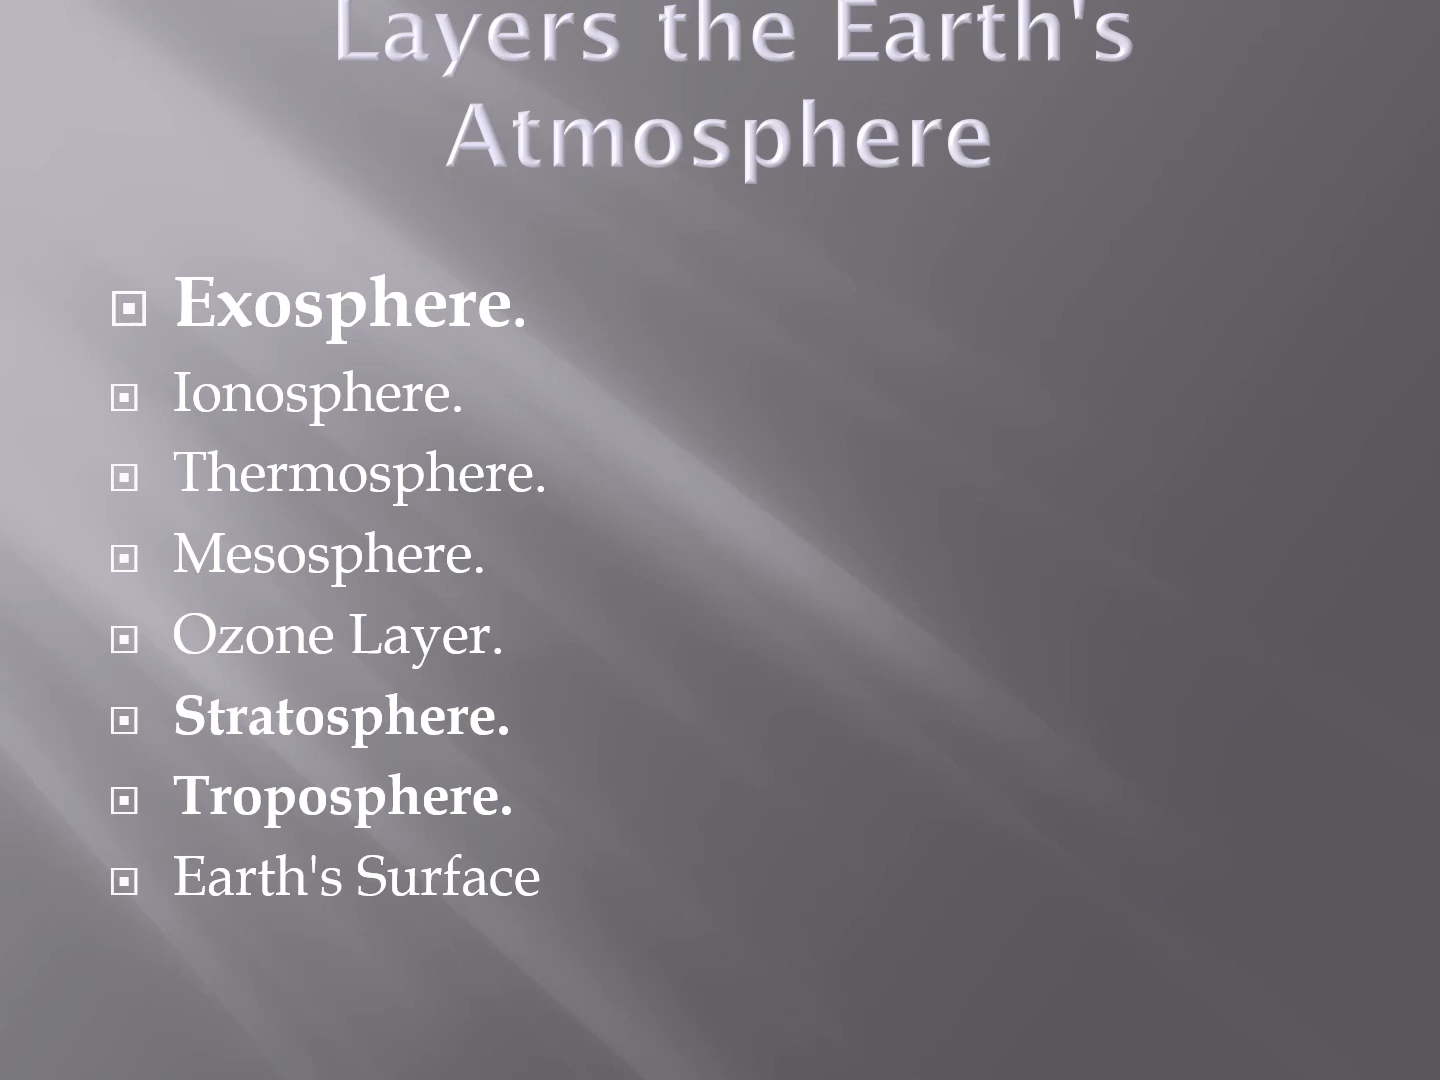 Layers the Earth's
Atmosphere
Exosphere.
Ionosphere.
Thermosphere.
Mesosphere.
Ozone Layer.
Stratosphere.
Troposphere.
Earth's Surface